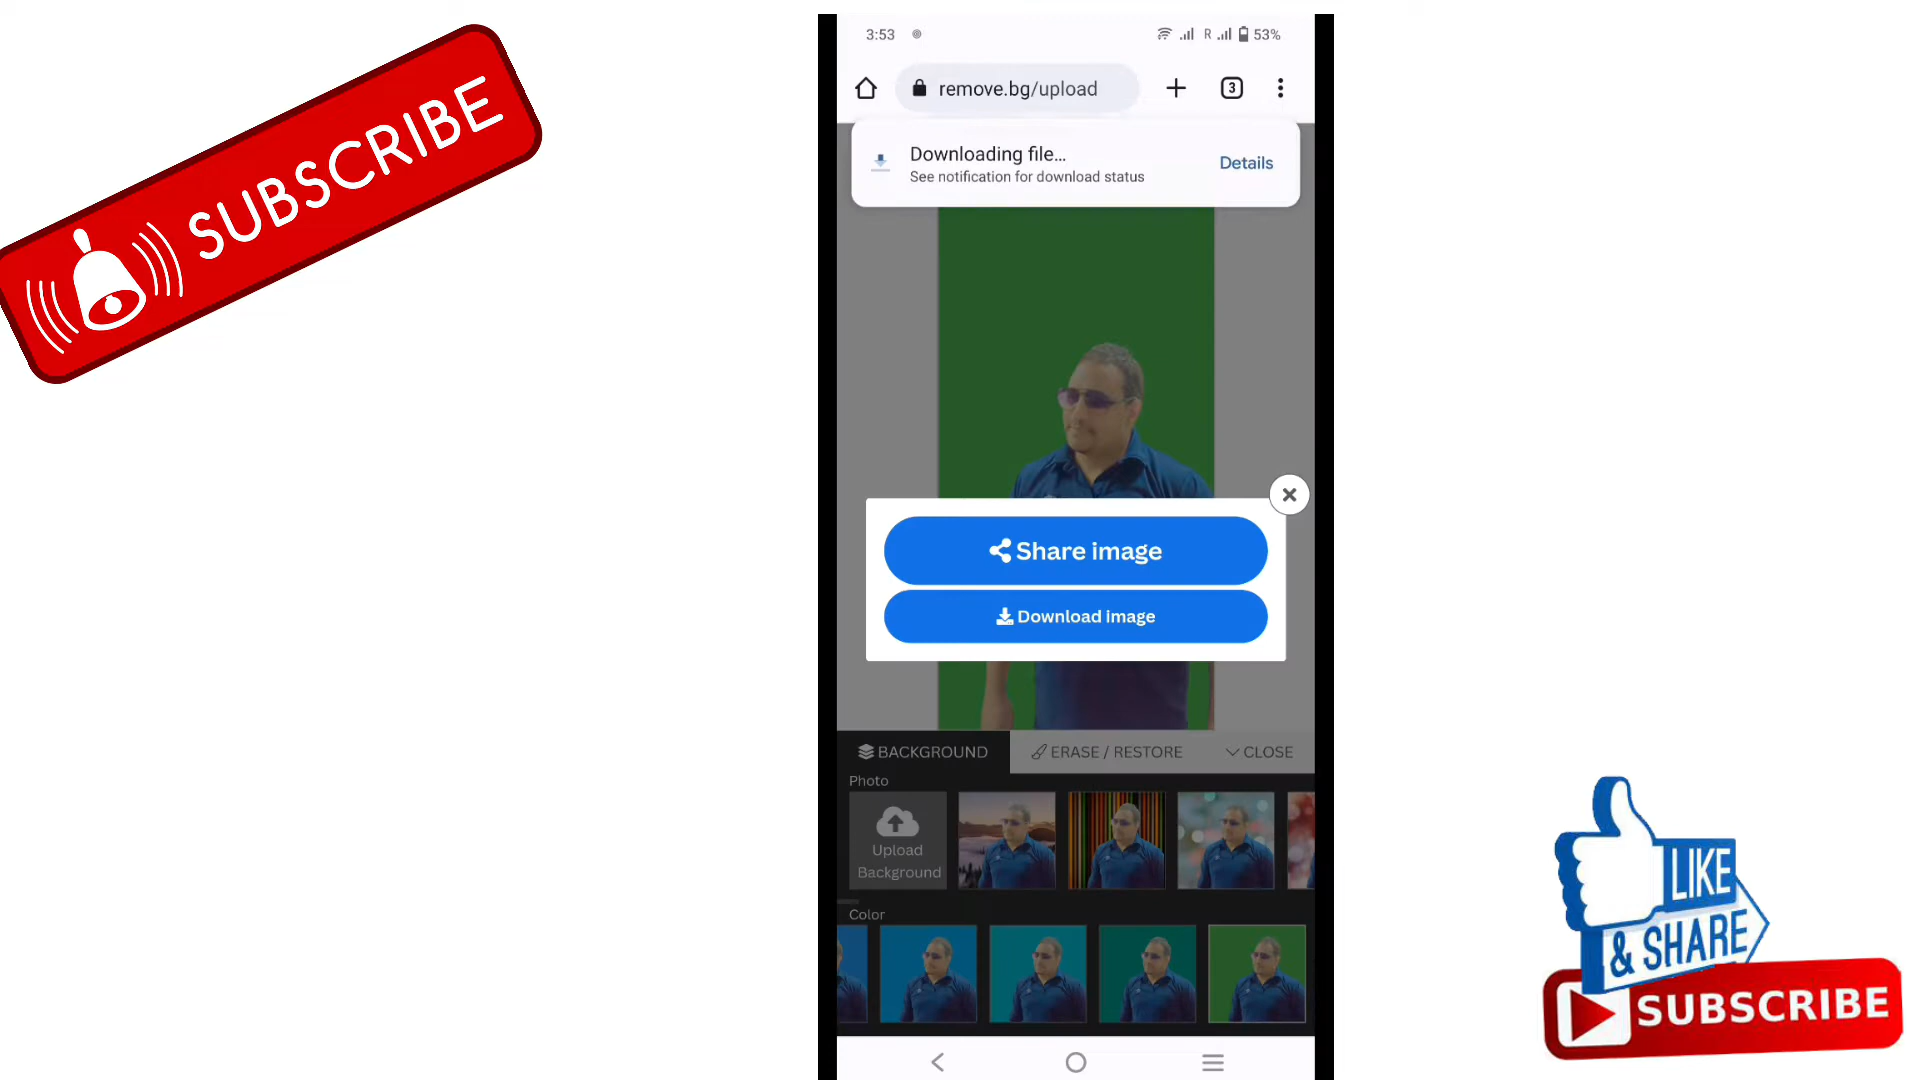 SUBSCRIBE
3:53
R
53%
remove.bg/upload
3
Downloading file…
See notification for download status
Details
Share image
Download image
BACKGROUND
ERASE / RESTORE
CLOSE
Photo
Upload
Background
Color
LIKE
& SHARE
SUBSCRIBE